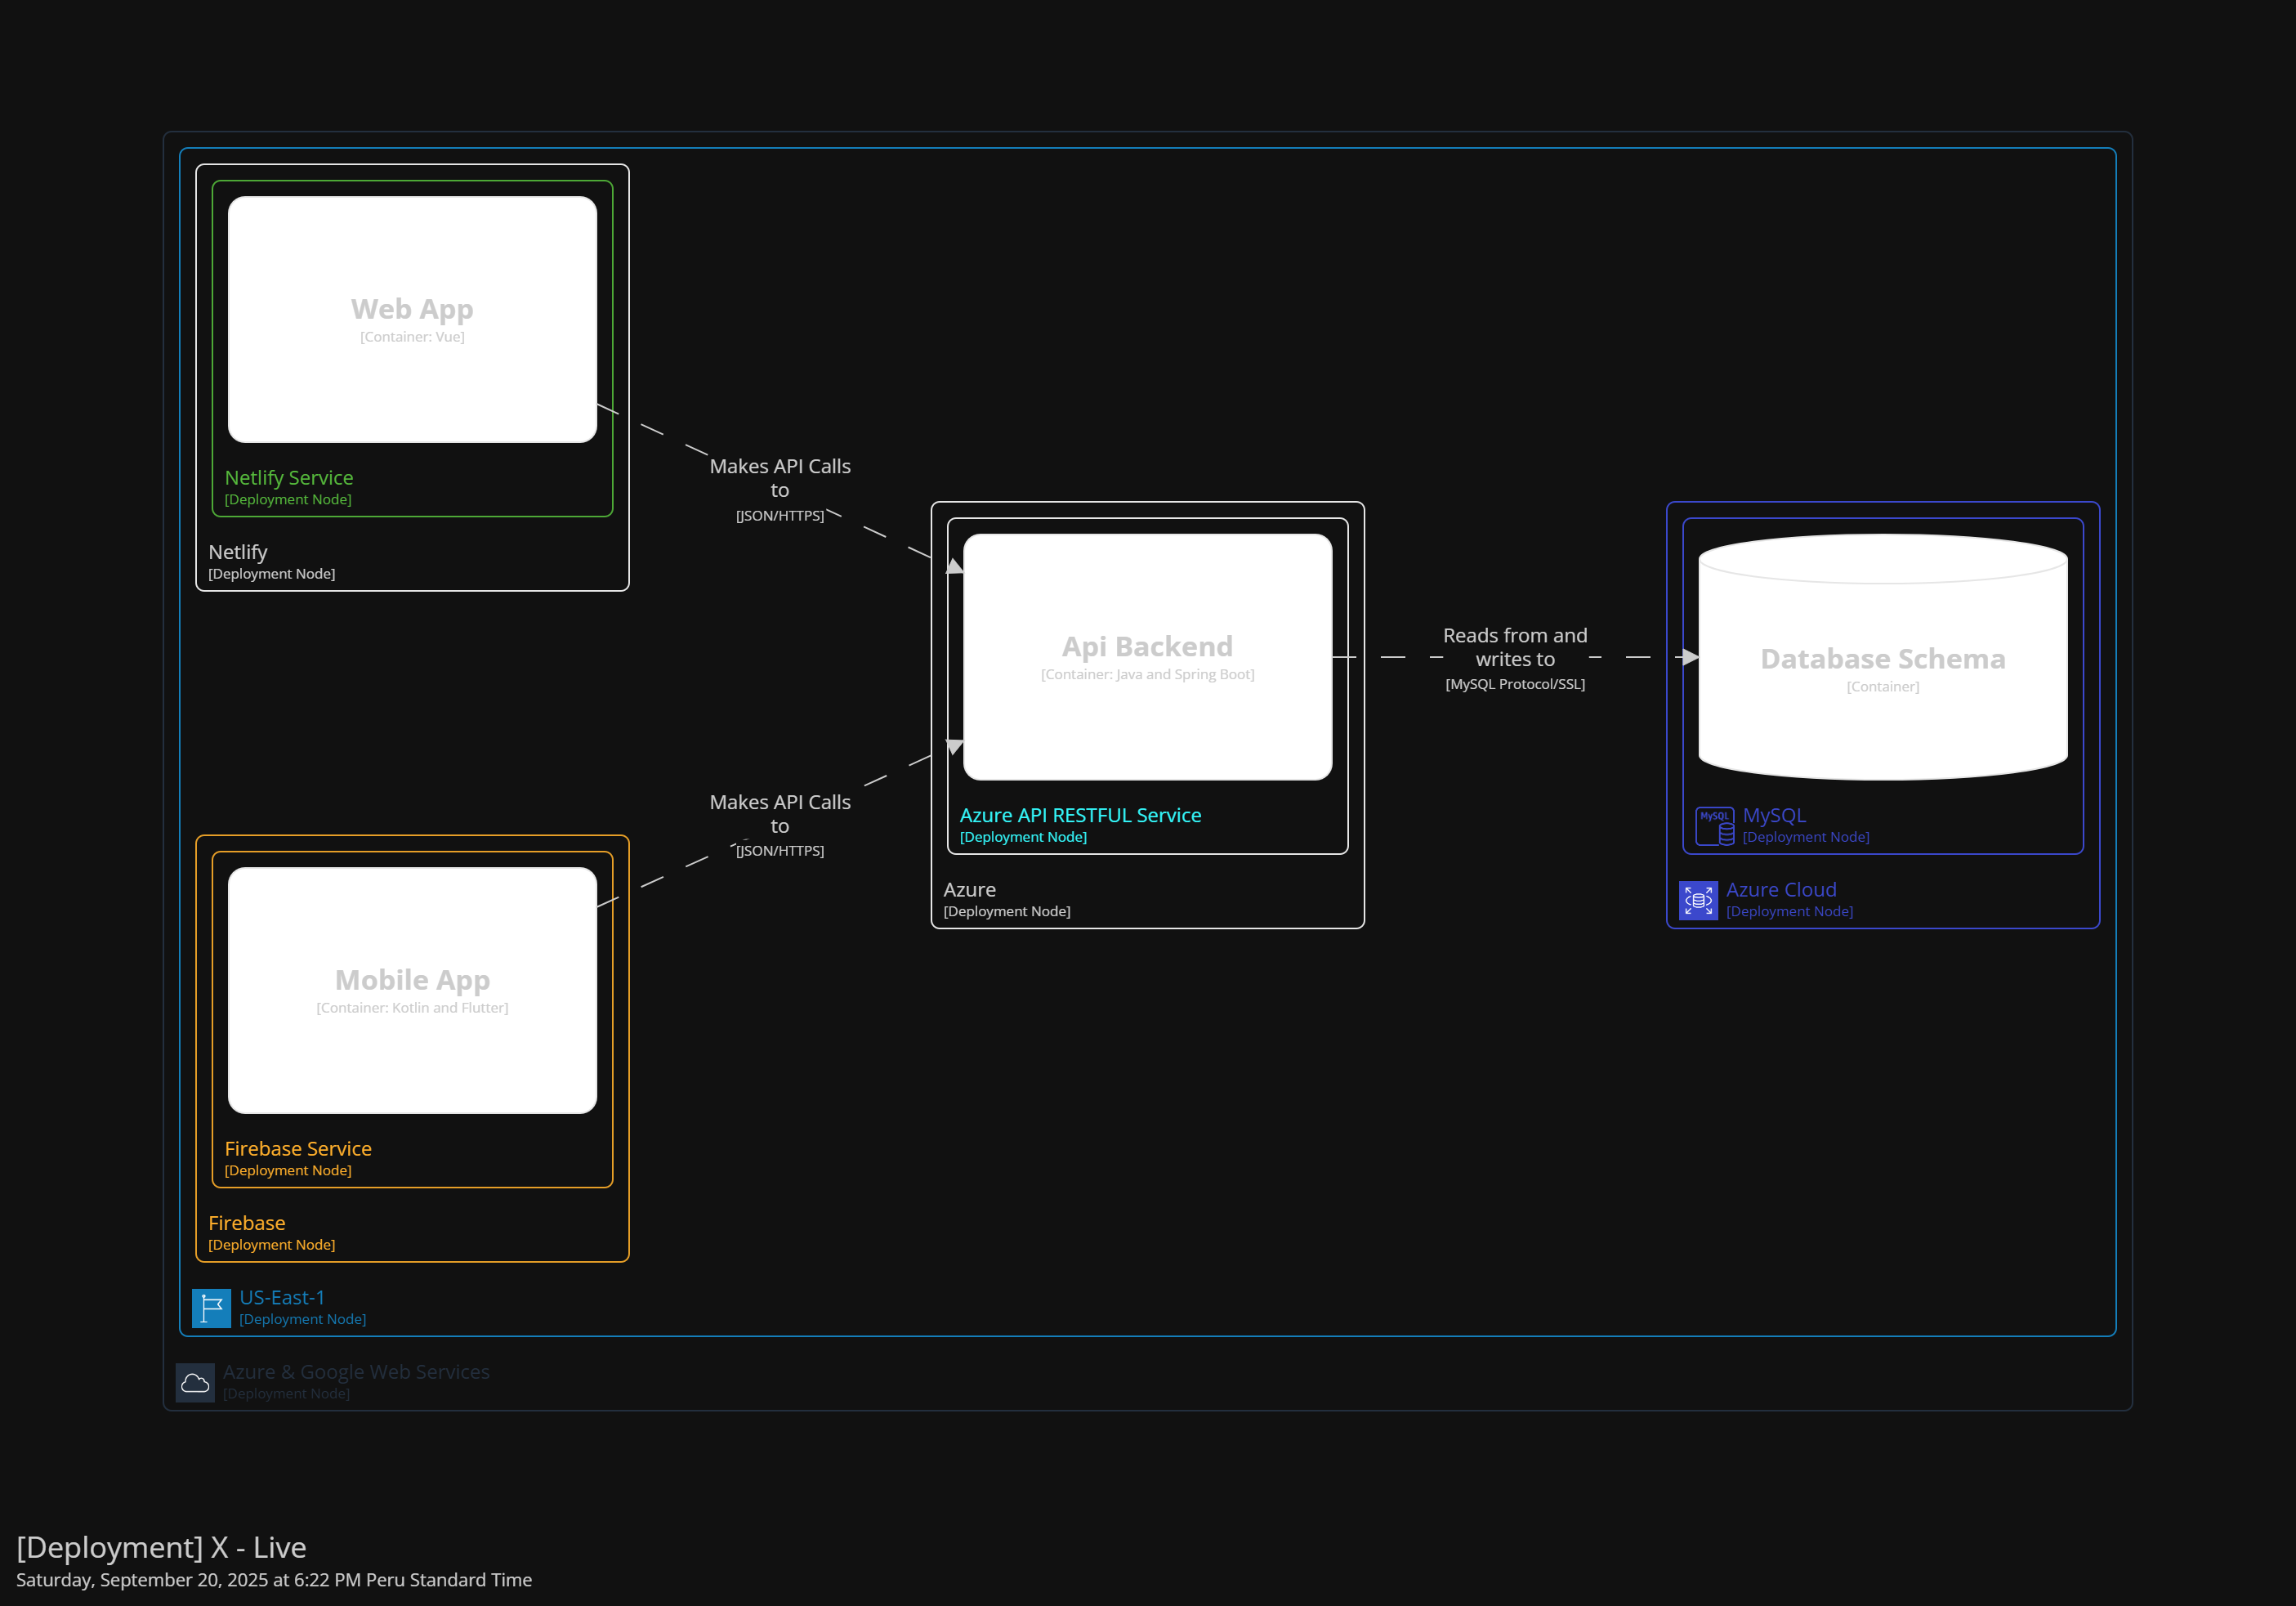 Web App
[Container: Vue]
Netlify Service
[Deployment Node]
Netlify
[Deployment Node]
Makes API Calls
to
[JSON/HTTPS]
Api Backend
[Container: Java and Spring Boot]
Azure API RESTFUL Service
[Deployment Node]
Azure
[Deployment Node]
Reads from and
writes to
[MySQL Protocol/SSL]
Database Schema
[Container]
MySQL
MySQL
[Deployment Node]
Azure Cloud
[Deployment Node]
Makes API Calls
to
[JSON/HTTPS]
Mobile App
[Container: Kotlin and Flutter]
Firebase Service
[Deployment Node]
Firebase
[Deployment Node]
US-East-1
[Deployment Node]
Azure & Google Web Services
[Deployment Node]
[Deployment] X - Live
Saturday, September 20, 2025 at 6:22 PM Peru Standard Time